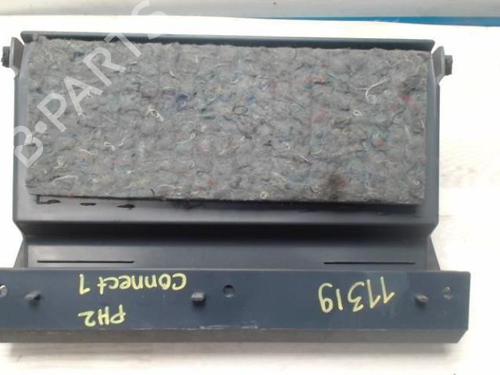 B-PARTS
Connect 1
PH2
11319